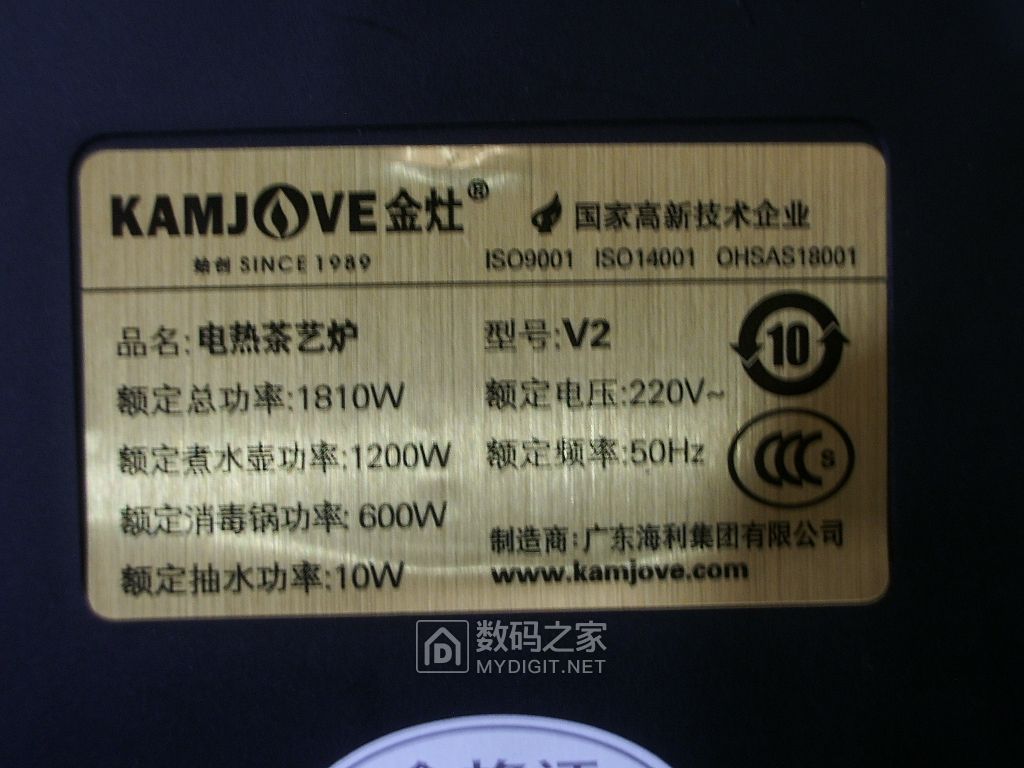 KAMJOVE金灶®
始创 SINCE 1989
国家高新技术企业
ISO9001 ISO14001 OHSAS18001
品名:电热茶艺炉
型号:V2
额定总功率:1810W
额定电压:220V~
额定煮水壶功率:1200W
额定频率:50Hz
额定消毒锅功率:600W
额定抽水功率:10W
10
CCC S
制造商:广东海利集团有限公司
www.kamjove.com
数码之家
MYDIGIT.NET
合格证